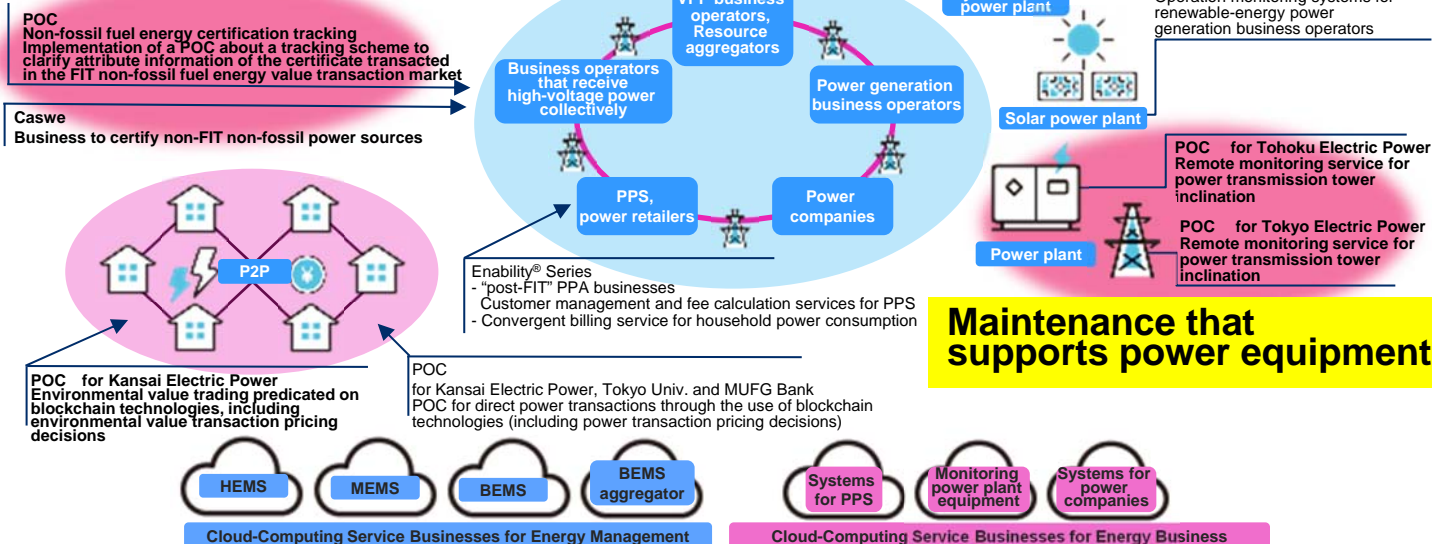 POC
Non-fossil fuel energy certification tracking
Implementation of a POC about a tracking scheme to
clarify attribute information of the certificate transacted
in the FIT non-fossil fuel energy value transaction market
Caswe
Business to certify non-FIT non-fossil power sources
VPP business
operators,
Resource
aggregators
Business operators
that receive
high-voltage power
collectively
Power generation
business operators
PPS,
power retailers
Power
companies
power plant
Operation monitoring systems for
renewable-energy power
generation business operators
Solar power plant
POC for Tohoku Electric Power
Remote monitoring service for
power transmission tower
inclination
POC for Tokyo Electric Power
Remote monitoring service for
power transmission tower
inclination
Power plant
P2P
Enability® Series
- “post-FIT” PPA businesses
Customer management and fee calculation services for PPS
- Convergent billing service for household power consumption
Maintenance that
supports power equipment
POC for Kansai Electric Power
Environmental value trading predicated on
blockchain technologies, including
environmental value transaction pricing
decisions
POC
for Kansai Electric Power, Tokyo Univ. and MUFG Bank
POC for direct power transactions through the use of blockchain
technologies (including power transaction pricing decisions)
HEMS
MEMS
BEMS
BEMS
aggregator
Systems
for PPS
Monitoring
power plant
equipment
Systems for
power
companies
Cloud-Computing Service Businesses for Energy Management
Cloud-Computing Service Businesses for Energy Business